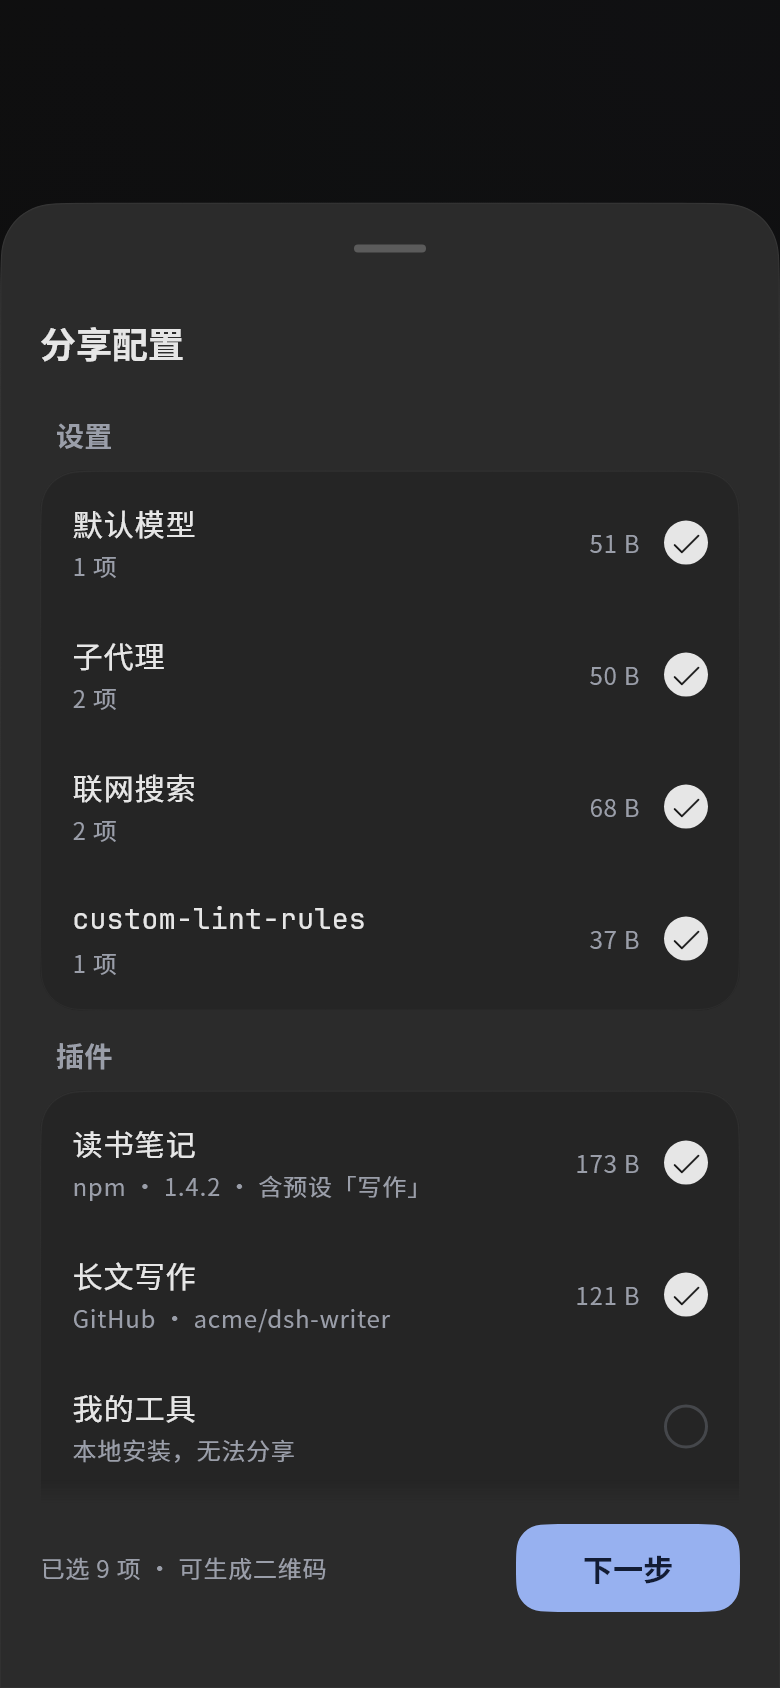 分享配置
设置
默认模型
1 项
51 B
子代理
2 项
50 B
联网搜索
2 项
68 B
custom-lint-rules
1 项
37 B
插件
读书笔记
npm • 1.4.2 • 含预设「写作」
173 B
长文写作
GitHub • acme/dsh-writer
121 B
我的工具
本地安装，无法分享
已选 9 项 • 可生成二维码
下一步